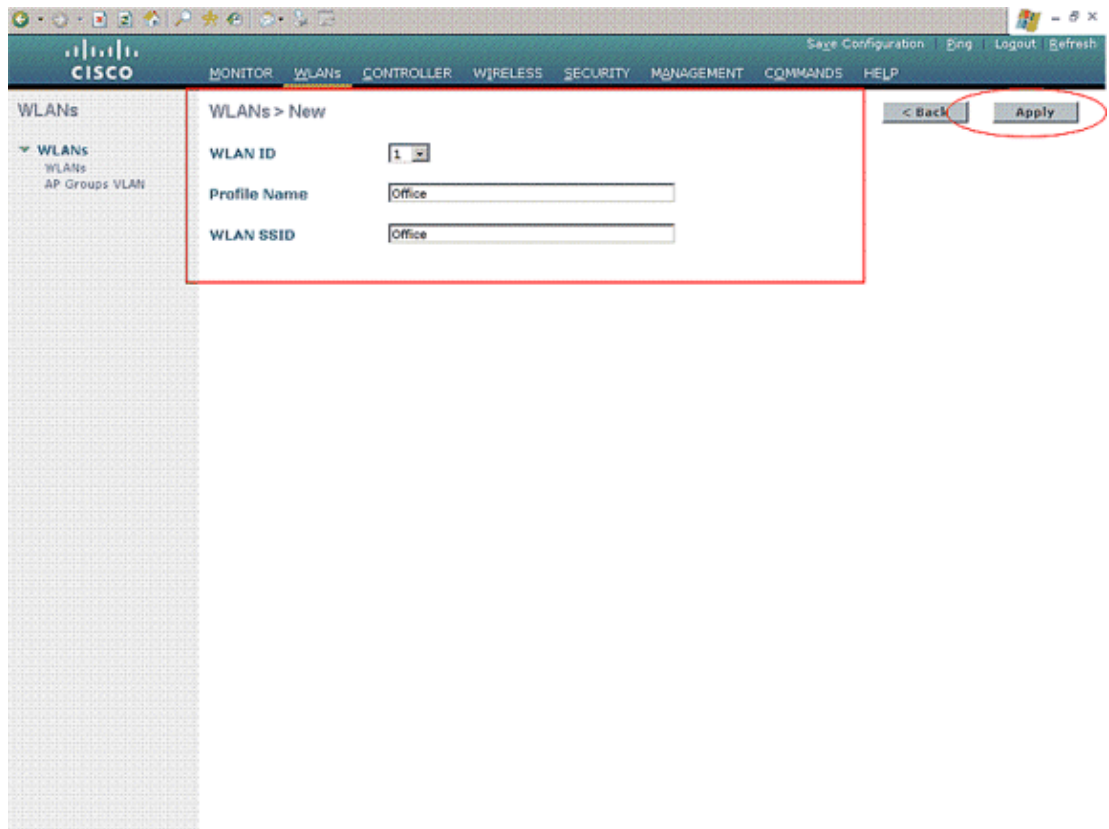 Save Configuration | Ping | Logout | Refresh
CISCO
MONITOR WLANs CONTROLLER WIRELESS SECURITY MANAGEMENT COMMANDS HELP
WLANs
WLANs > New
< Back
Apply
WLANs
WLANs
AP Groups VLAN
WLAN ID
1
Profile Name
Office
WLAN SSID
Office